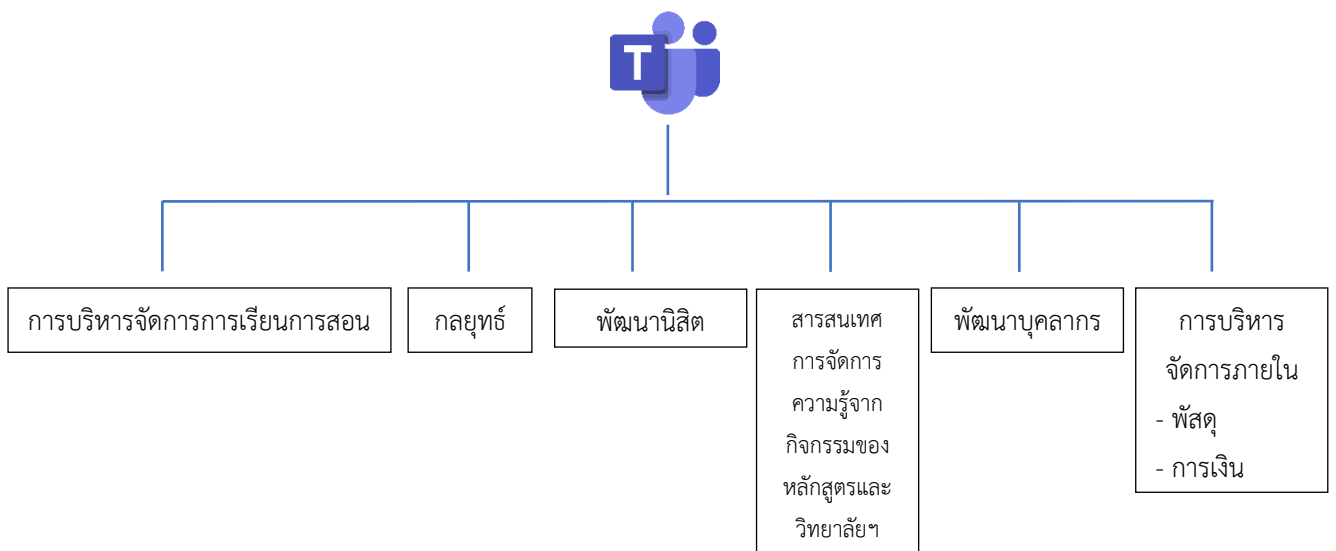 T
การบริหารจัดการการเรียนการสอน
กลยุทธ์
พัฒนานิสิต
สารสนเทศ
การจัดการ
ความรู้จาก
กิจกรรมของ
หลักสูตรและ
วิทยาลัยฯ
พัฒนาบุคลากร
การบริหาร
จัดการภายใน
- พัสดุ
- การเงิน